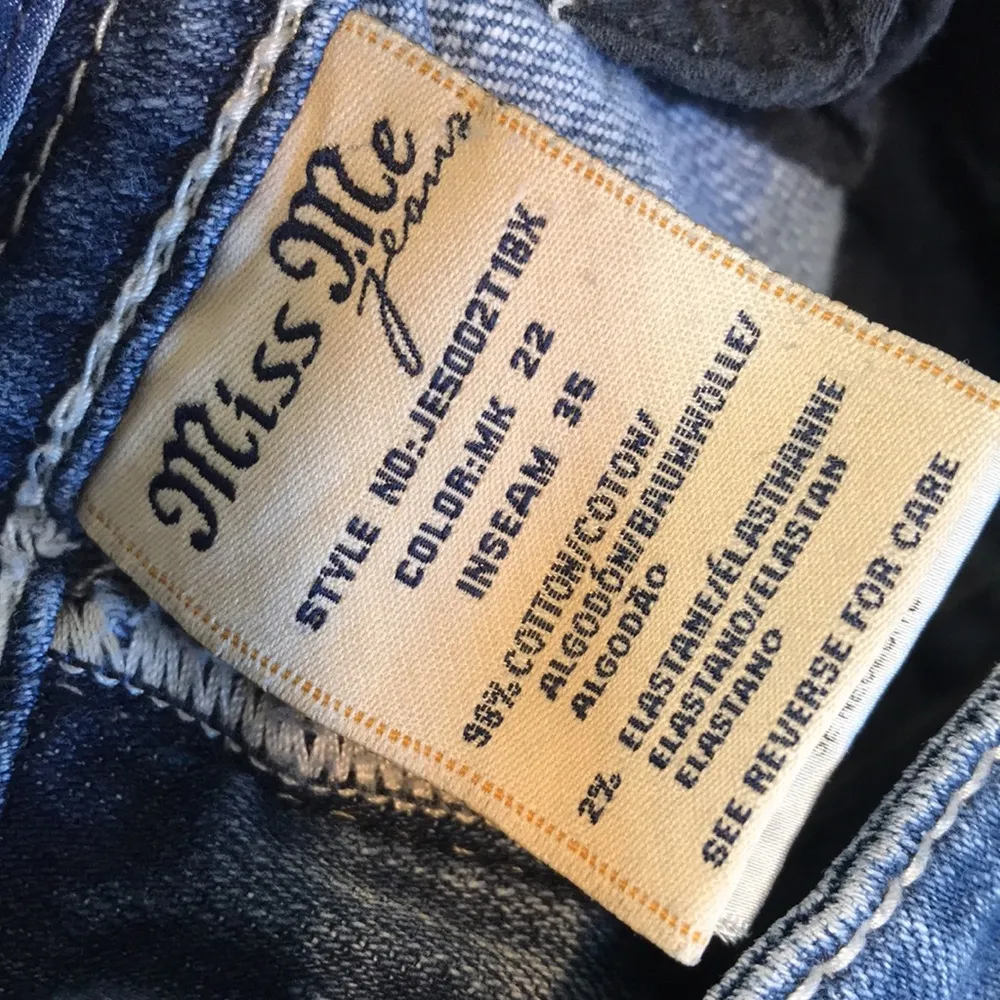 Miss Me
jeans
STYLE NO:JE5002T18X
COLOR:MK 22
INSEAM 35
98% COTTON/COTON/
ALGODÓN/BAUMWOLLE/
ALGODÃO
2% ELASTANE/ÉLASTHANNE
ELASTANO/ELASTAN
ELASTANO
SEE REVERSE FOR CARE